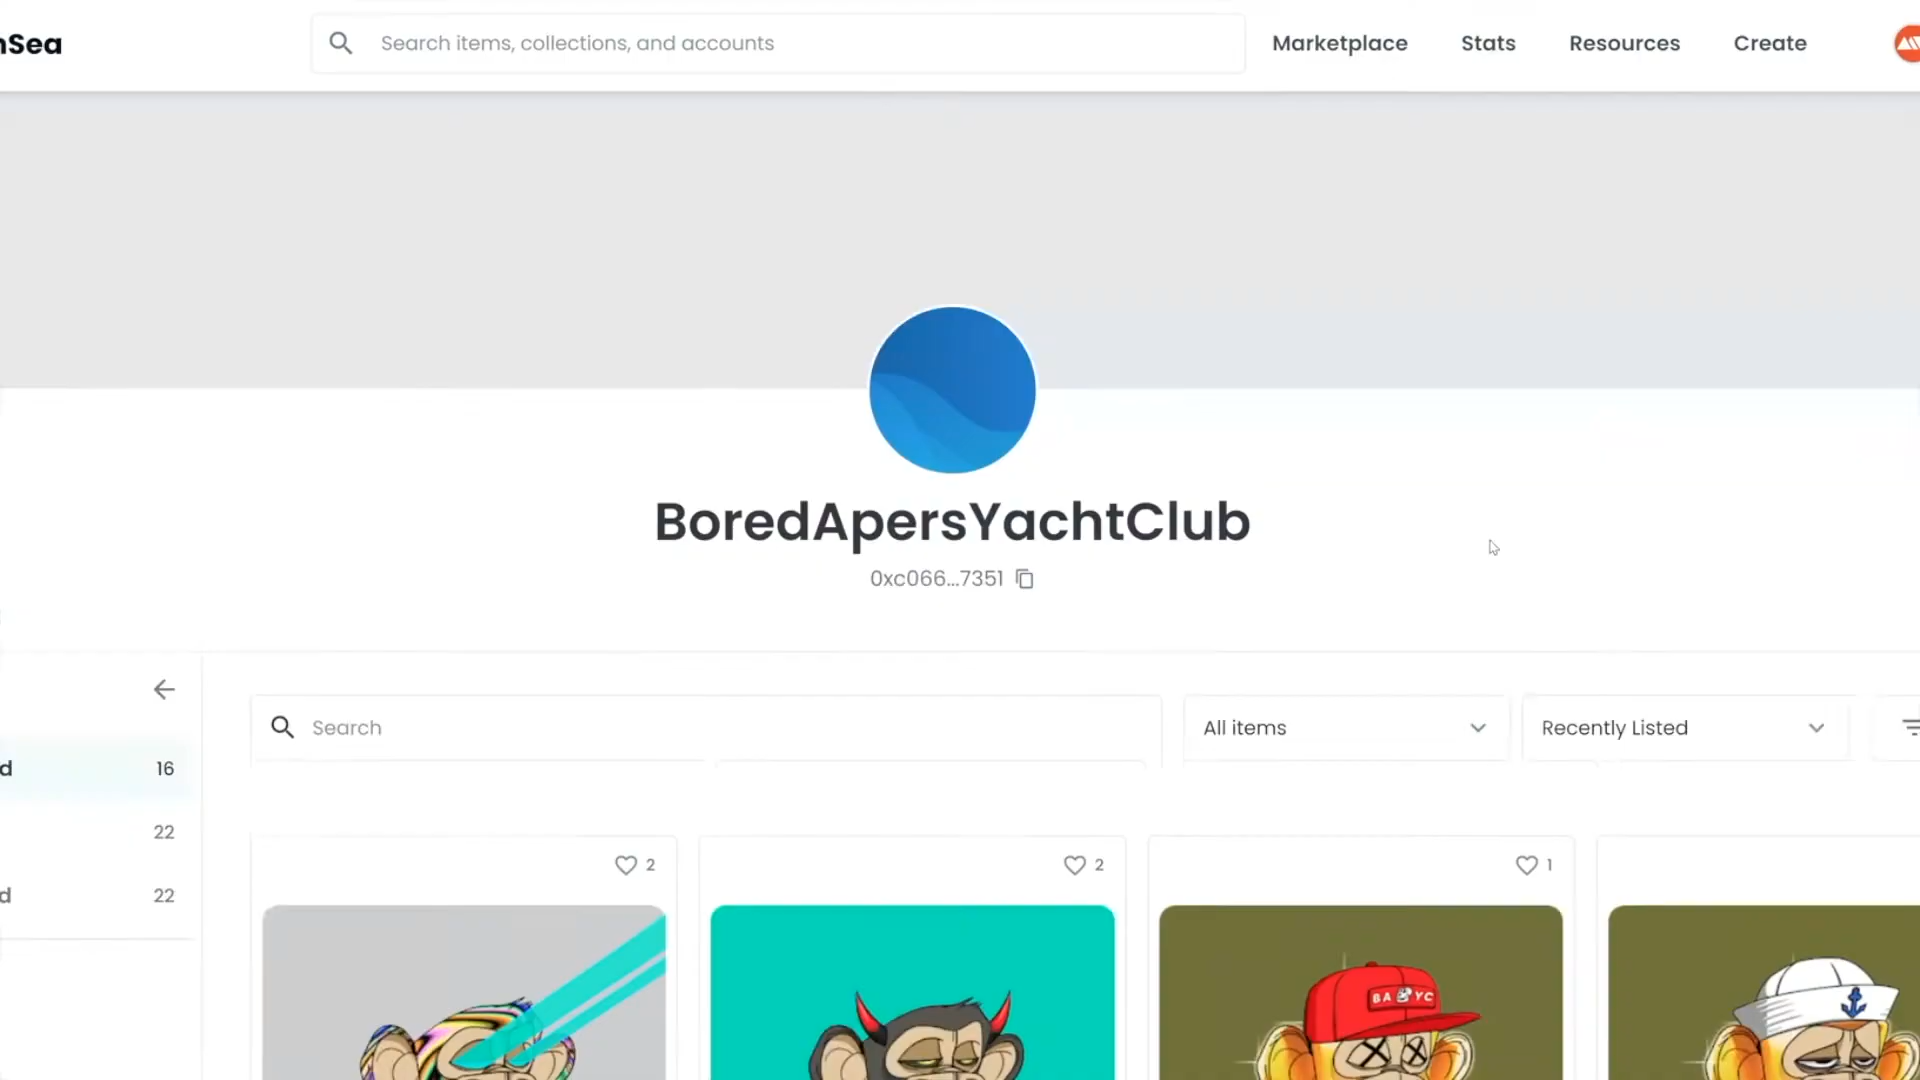 nSea
Search items, collections, and accounts
Marketplace
Stats
Resources
Create
BoredApersYachtClub
0xc066...7351
Search
All items
Recently Listed
d 16
22
d 22
2
2
1
BA YC